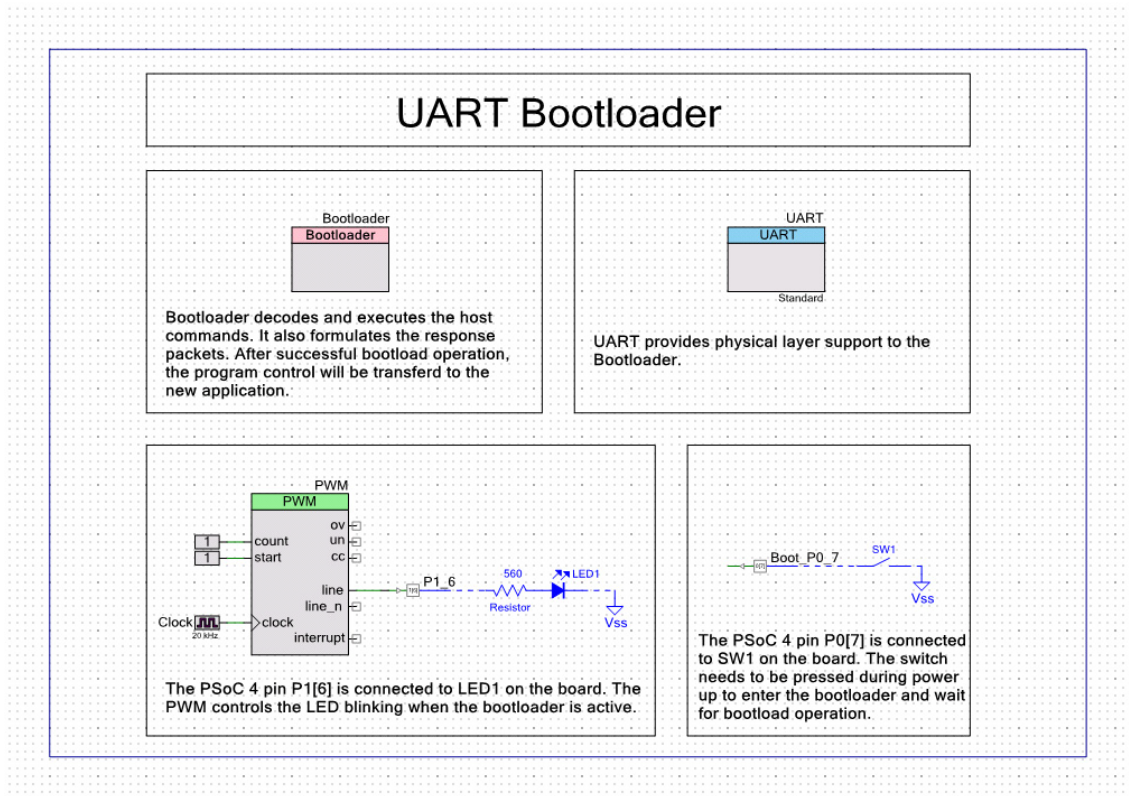 UART Bootloader
Bootloader
Bootloader
Bootloader decodes and executes the host
commands. It also formulates the response
packets. After successful bootload operation,
the program control will be transferd to the
new application.
UART
UART
Standard
UART provides physical layer support to the
Bootloader.
PWM
PWM
ov
1
count
un
1
start
cc
line
P1_6
560
LED1
Resistor
Vss
line_n
Clock
clock
20 kHz
interrupt
The PSoC 4 pin P1[6] is connected to LED1 on the board. The
PWM controls the LED blinking when the bootloader is active.
Boot_P0_7
SW1
Vss
The PSoC 4 pin P0[7] is connected
to SW1 on the board. The switch
needs to be pressed during power
up to enter the bootloader and wait
for bootload operation.